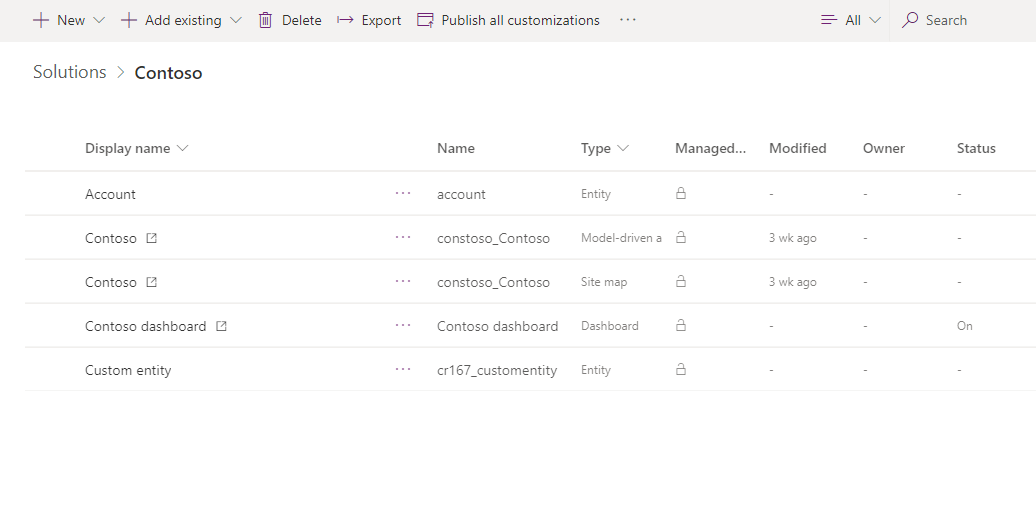 New Add existing Delete Export Publish all customizations ··· All Search
Solutions > Contoso
Display name Name Type Managed... Modified Owner Status
Account ··· account Entity - - -
Contoso ··· constoso_Contoso Model-driven a 3 wk ago - -
Contoso ··· constoso_Contoso Site map 3 wk ago - -
Contoso dashboard ··· Contoso dashboard Dashboard - - On
Custom entity ··· cr167_customentity Entity - - -